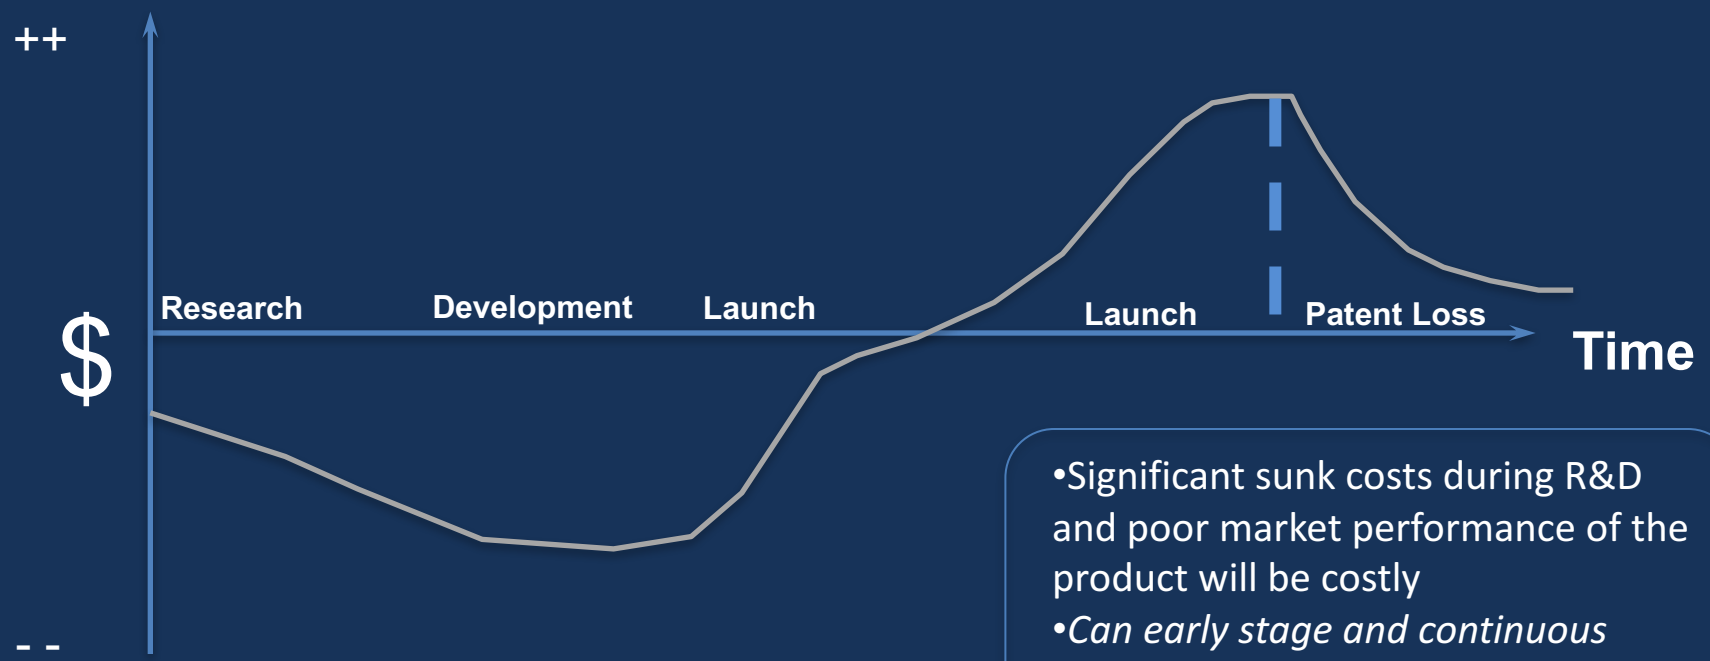 ++
Research
Development
Launch
Launch
Patent Loss
$
Time
•Significant sunk costs during R&D
and poor market performance of the
product will be costly
•Can early stage and continuous
- -